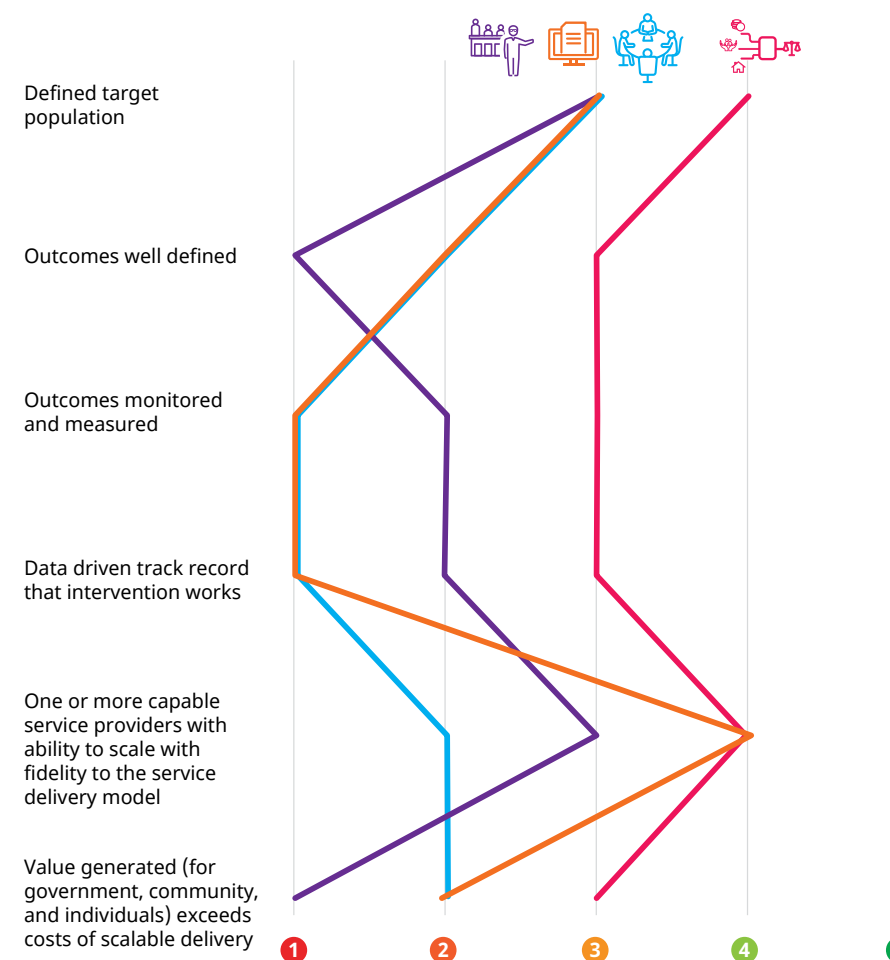 Defined target
population
Outcomes well defined
Outcomes monitored
and measured
Data driven track record
that intervention works
One or more capable
service providers with
ability to scale with
fidelity to the service
delivery model
Value generated (for
government, community,
and individuals) exceeds
costs of scalable delivery
1 2 3 4